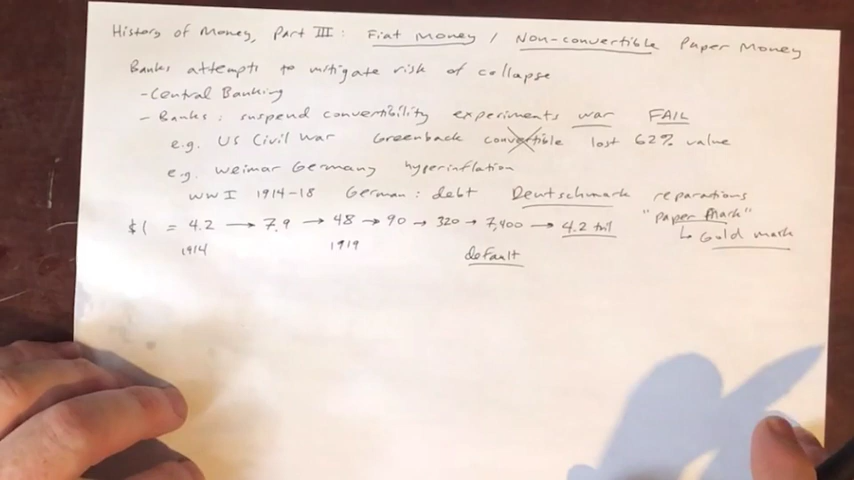 History of Money, Part III: Fiat Money / Non-convertible Paper Money
Banks attempts to mitigate risk of collapse
- Central Banking
- Banks: suspend convertibility experiments war FAIL
e.g. US Civil War Greenback convertible lost 62% value
e.g. Weimar Germany hyperinflation
WWI 1914-18 German: debt Deutschmark reparations
$1 = 4.2 → 7.9 → 48 → 90 → 320 → 7,400 → 4.2 tril "paper Mark"
↳ Gold mark
1914 1919
default